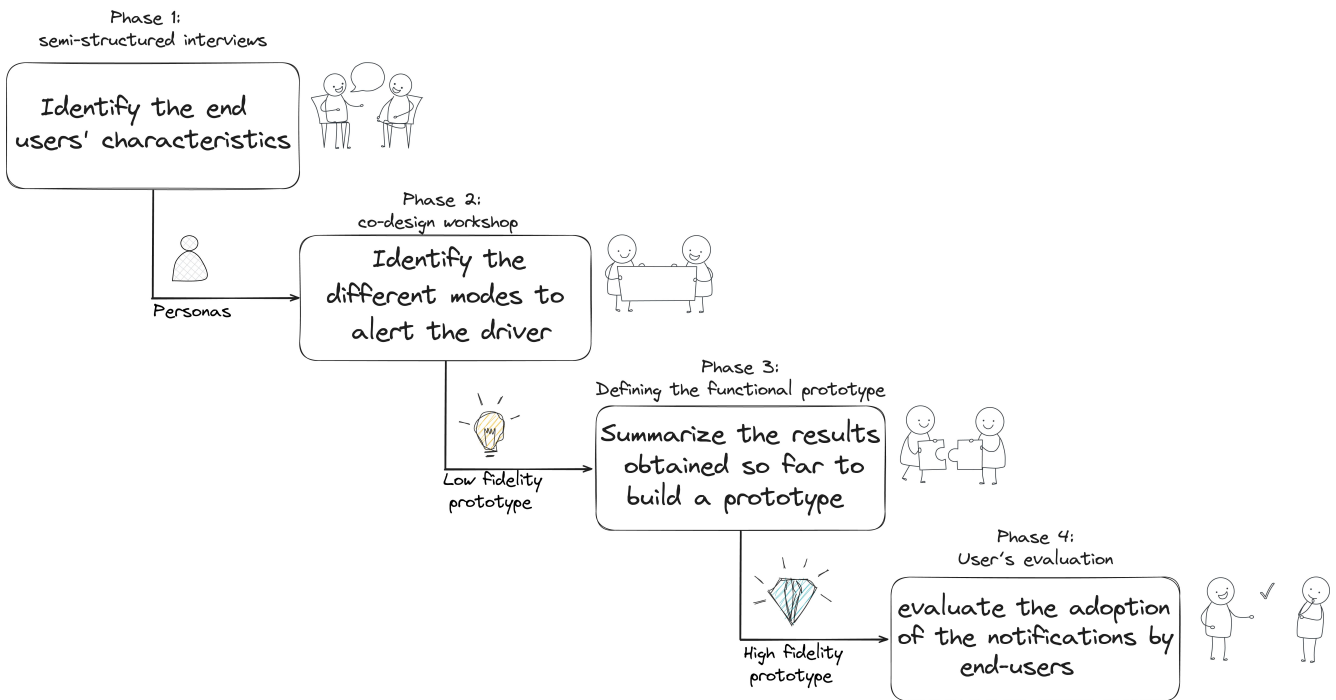 Phase 1:
semi-structured interviews
Identify the end
users' characteristics
Personas
Phase 2:
co-design workshop
Identify the
different modes to
alert the driver
Low fidelity
prototype
Phase 3:
Defining the functional prototype
Summarize the results
obtained so far to
build a prototype
High fidelity
prototype
Phase 4:
User's evaluation
evaluate the adoption
of the notifications by
end-users